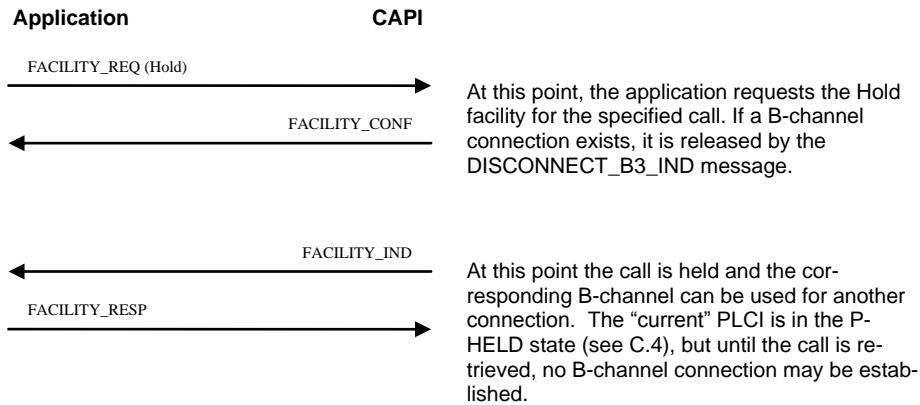 Application CAPI
FACILITY_REQ (Hold)
FACILITY_CONF
At this point, the application requests the Hold
facility for the specified call. If a B-channel
connection exists, it is released by the
DISCONNECT_B3_IND message.
FACILITY_IND
FACILITY_RESP
At this point the call is held and the cor-
responding B-channel can be used for another
connection. The “current” PLCI is in the P-
HELD state (see C.4), but until the call is re-
trieved, no B-channel connection may be estab-
lished.